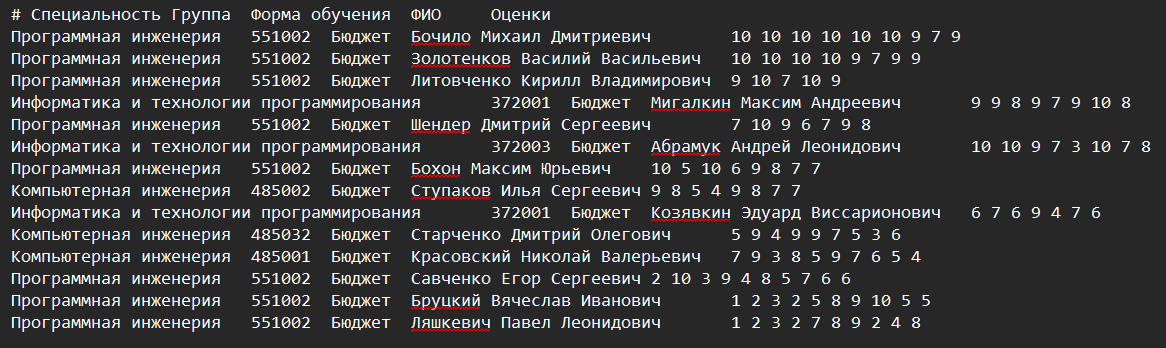 # Специальность Группа Форма обучения ФИО Оценки
Программная инженерия 551002 Бюджет Бочило Михаил Дмитриевич 10 10 10 10 10 10 9 7 9
Программная инженерия 551002 Бюджет Золотенков Василий Васильевич 10 10 10 10 9 7 9 9
Программная инженерия 551002 Бюджет Литовченко Кирилл Владимирович 9 10 7 10 9
Информатика и технологии программирования 372001 Бюджет Мигалкин Максим Андреевич 9 9 8 9 7 9 10 8
Программная инженерия 551002 Бюджет Шендер Дмитрий Сергеевич 7 10 9 6 7 9 8
Информатика и технологии программирования 372003 Бюджет Абрамук Андрей Леонидович 10 10 9 7 3 10 7 8
Программная инженерия 551002 Бюджет Бохон Максим Юрьевич 10 5 10 6 9 8 7 7
Компьютерная инженерия 485002 Бюджет Ступаков Илья Сергеевич 9 8 5 4 9 8 7 7
Информатика и технологии программирования 372001 Бюджет Козявкин Эдуард Виссарионович 6 7 6 9 4 7 6
Компьютерная инженерия 485032 Бюджет Старченко Дмитрий Олегович 5 9 4 9 9 7 5 3 6
Компьютерная инженерия 485001 Бюджет Красовский Николай Валерьевич 7 9 3 8 5 9 7 6 5 4
Программная инженерия 551002 Бюджет Савченко Егор Сергеевич 2 10 3 9 4 8 5 7 6 6
Программная инженерия 551002 Бюджет Бруцкий Вячеслав Иванович 1 2 3 2 5 8 9 10 5 5
Программная инженерия 551002 Бюджет Ляшкевич Павел Леонидович 1 2 3 2 7 8 9 2 4 8